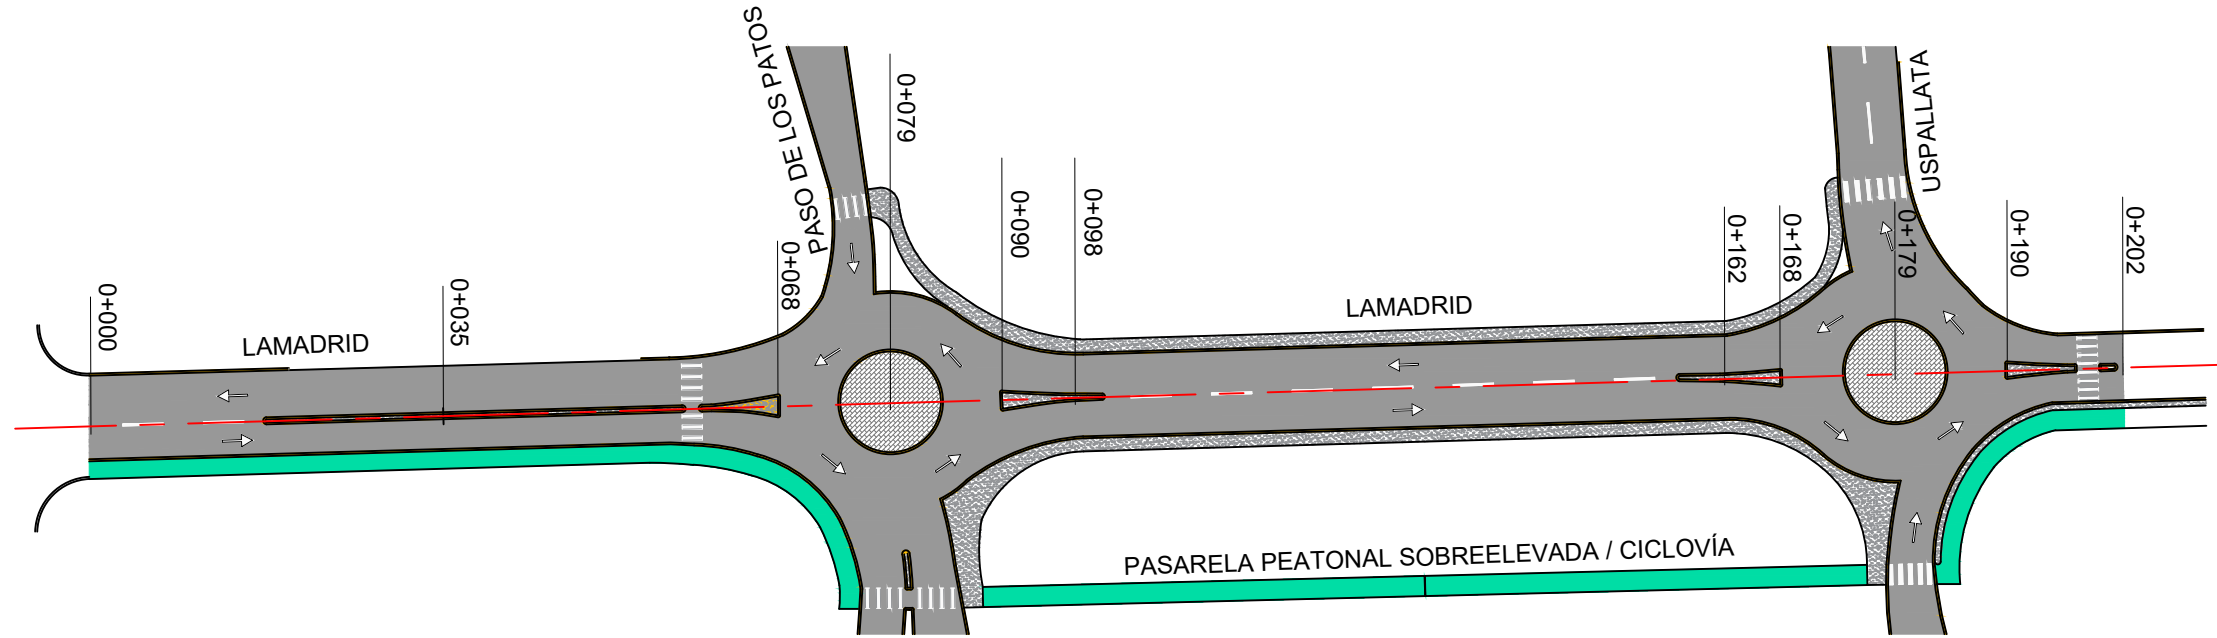 PASO DE LOS PATOS
0+079
USPALLATA
0+090
0+098
0+162
0+168
0+179
0+190
0+202
0+000
0+035
0+068
LAMADRID
LAMADRID
PASARELA PEATONAL SOBREELEVADA / CICLOVÍA